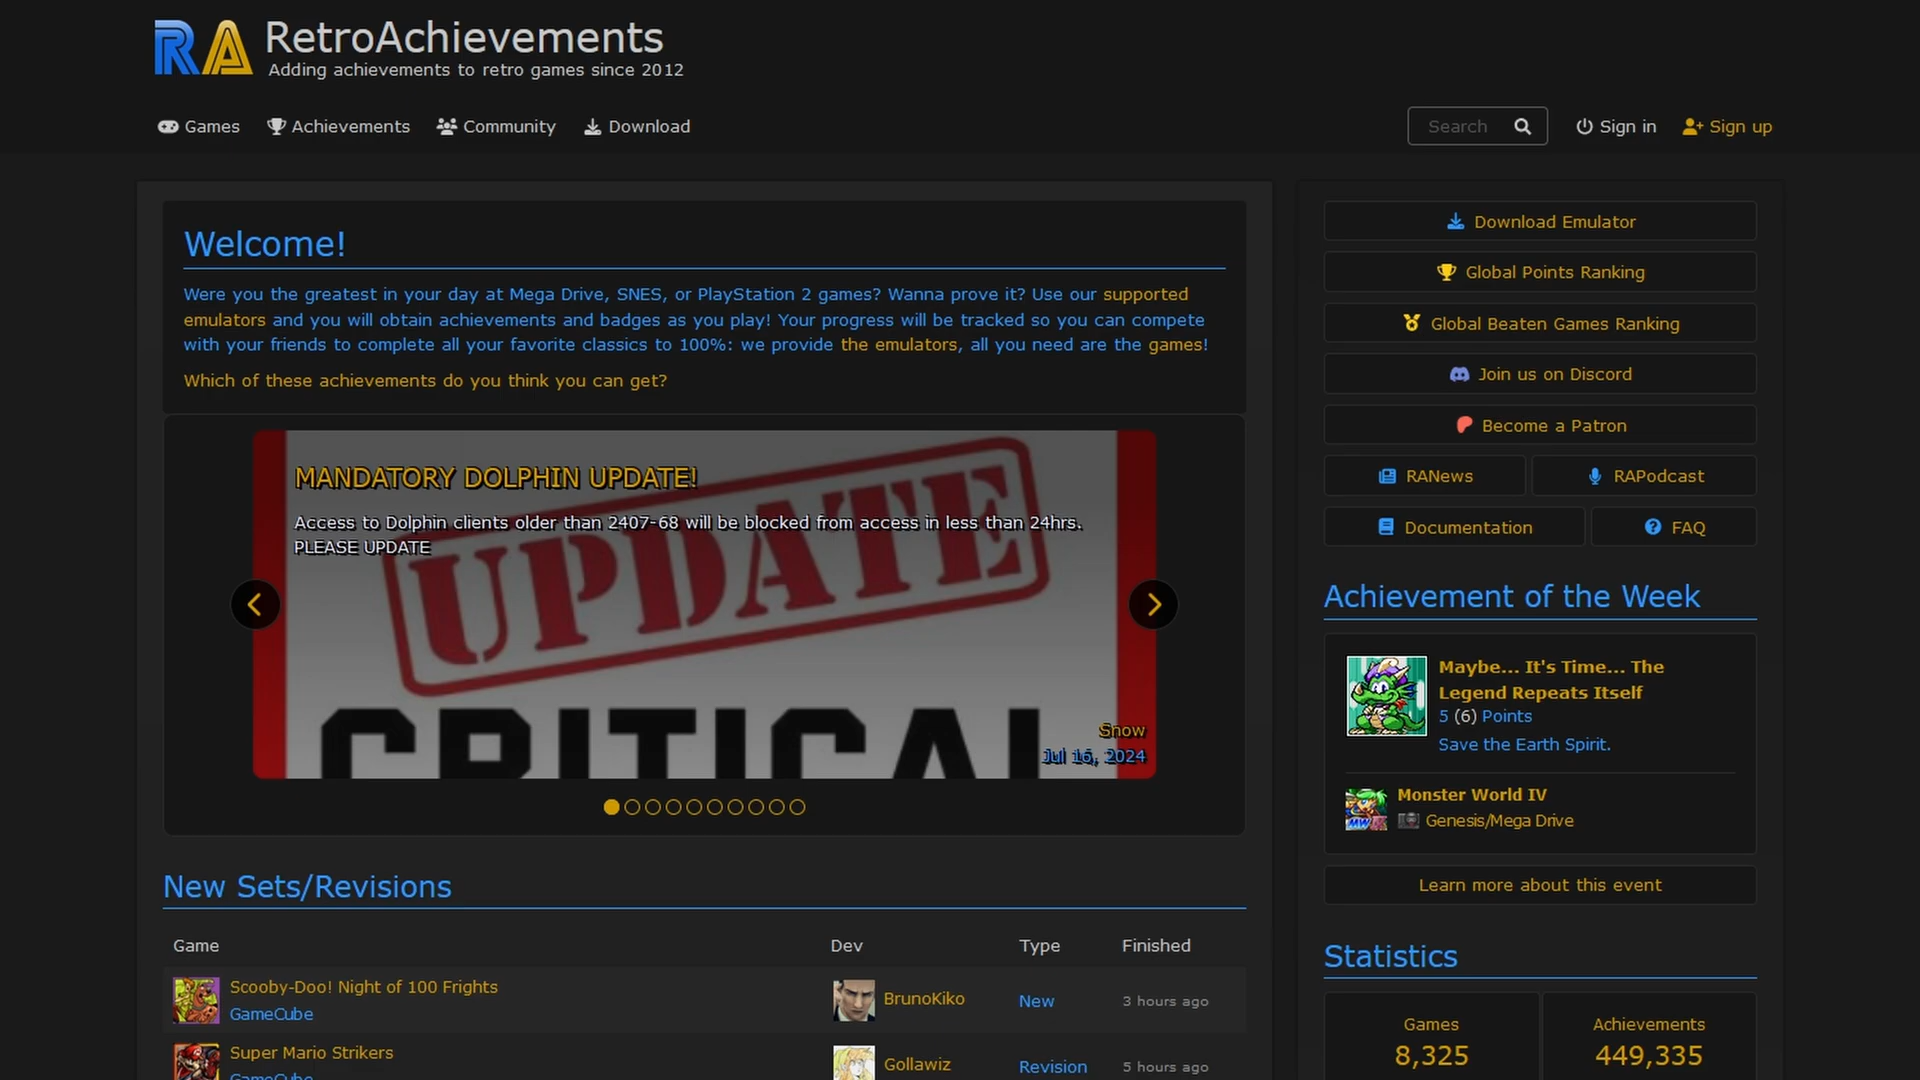 RA RetroAchievements
Adding achievements to retro games since 2012
Games Achievements Community Download
Search Sign in Sign up
Welcome!
Were you the greatest in your day at Mega Drive, SNES, or PlayStation 2 games? Wanna prove it? Use our supported
emulators and you will obtain achievements and badges as you play! Your progress will be tracked so you can compete
with your friends to complete all your favorite classics to 100%: we provide the emulators, all you need are the games!
Which of these achievements do you think you can get?
MANDATORY DOLPHIN UPDATE!
Access to Dolphin clients older than 2407-68 will be blocked from access in less than 24hrs.
PLEASE UPDATE
UPDATE
CRITICAL
Snow
Jul 16, 2024
New Sets/Revisions
Game Dev Type Finished
Scooby-Doo! Night of 100 Frights
GameCube
BrunoKiko New 3 hours ago
Super Mario Strikers
GameCube
Gollawiz Revision 5 hours ago
Download Emulator
Global Points Ranking
Global Beaten Games Ranking
Join us on Discord
Become a Patron
RANews RAPodcast
Documentation FAQ
Achievement of the Week
Maybe... It's Time... The
Legend Repeats Itself
5 (6) Points
Save the Earth Spirit.
Monster World IV
Genesis/Mega Drive
Learn more about this event
Statistics
Games Achievements
8,325 449,335